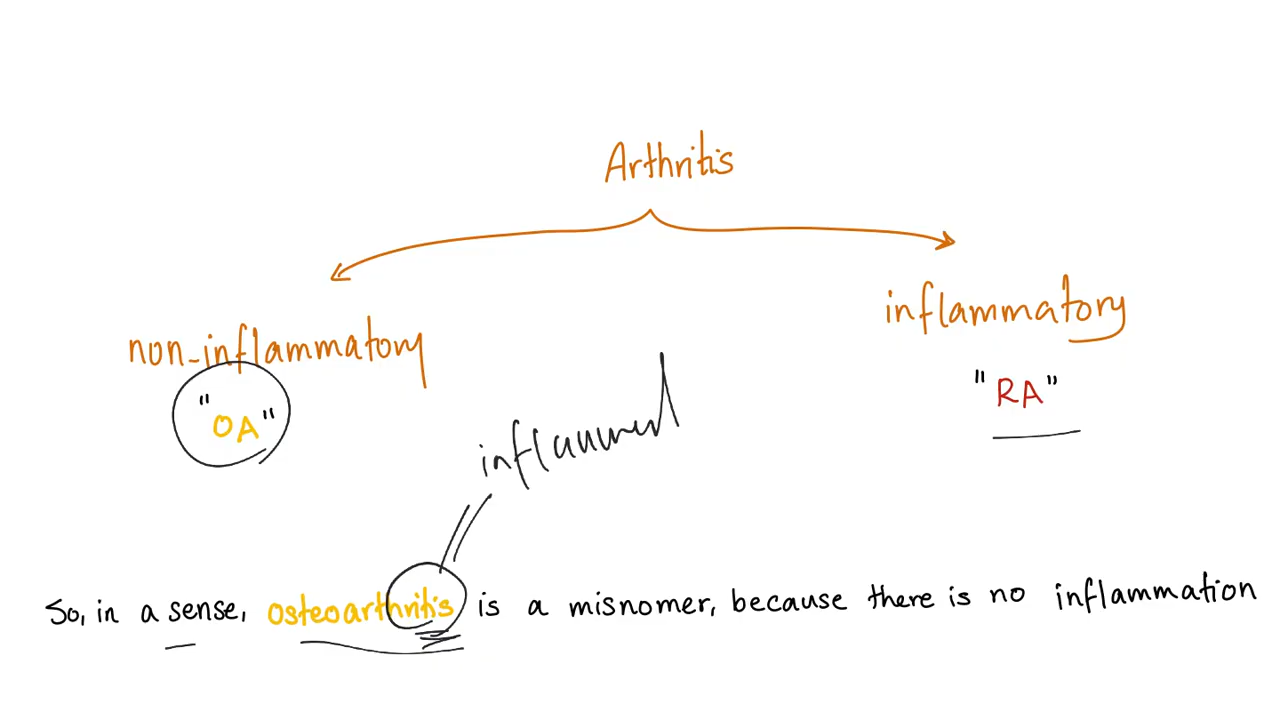 Arthritis
inflammatory
non-inflammatory
"RA"
"OA"
inflammed
So, in a sense, osteoarthritis is a misnomer, because there is no inflammation